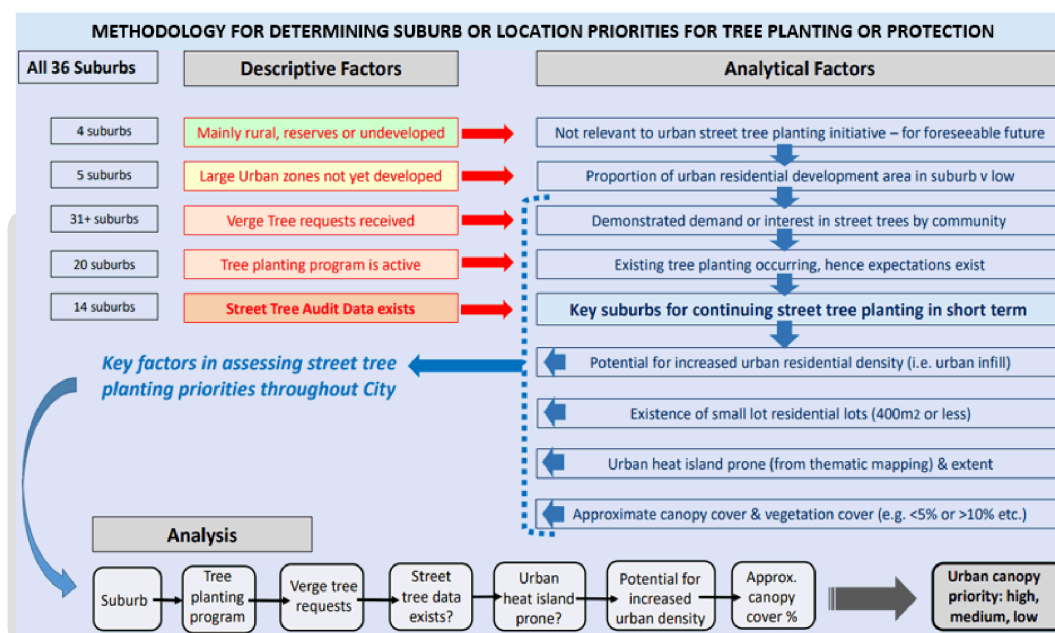 METHODOLOGY FOR DETERMINING SUBURB OR LOCATION PRIORITIES FOR TREE PLANTING OR PROTECTION
All 36 Suburbs
Descriptive Factors
Analytical Factors
4 suburbs
Mainly rural, reserves or undeveloped
Not relevant to urban street tree planting initiative – for foreseeable future
5 suburbs
Large Urban zones not yet developed
Proportion of urban residential development area in suburb v low
31+ suburbs
Verge Tree requests received
Demonstrated demand or interest in street trees by community
20 suburbs
Tree planting program is active
Existing tree planting occurring, hence expectations exist
14 suburbs
Street Tree Audit Data exists
Key suburbs for continuing street tree planting in short term
Key factors in assessing street tree
planting priorities throughout City
Potential for increased urban residential density (i.e. urban infill)
Existence of small lot residential lots (400m2 or less)
Urban heat island prone (from thematic mapping) & extent
Approximate canopy cover & vegetation cover (e.g. <5% or >10% etc.)
Analysis
Suburb
Tree
planting
program
Verge tree
requests
Street
tree data
exists?
Urban
heat island
prone?
Potential for
increased
urban density
Approx.
canopy
cover %
Urban canopy
priority: high,
medium, low